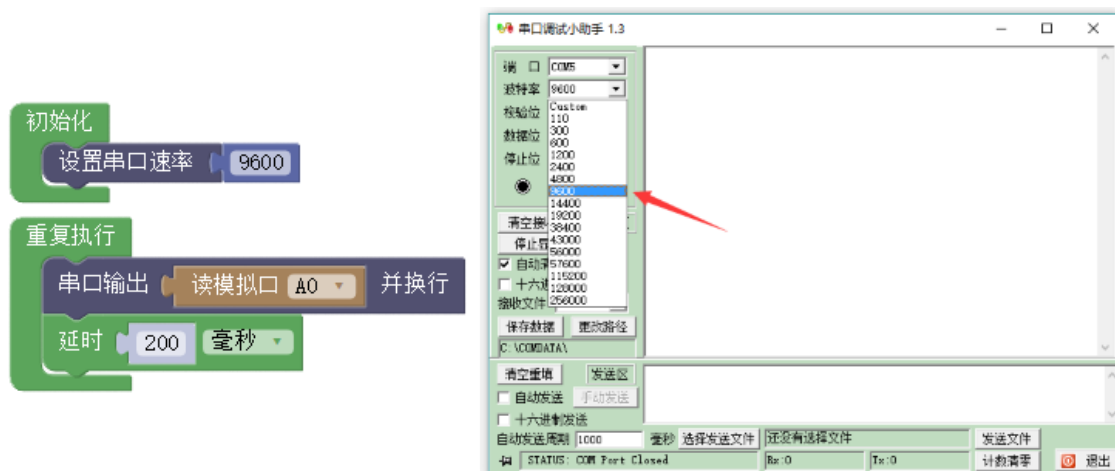 初始化
设置串口速率 9600
重复执行
串口输出 读模拟口 A0 并换行
延时 200 毫秒
串口调试小助手 1.3
端 口 COM5
波特率 9600
校验位 Custom
110
数据位 300
600
停止位 1200
2400
4800
9600
14400
清空接 19200
38400
停止显 43000
56000
自动清 57600
115200
十六进 128000
接收文件 256000
保存数据 更改路径
C:\COMDATA\
清空重填 发送区
自动发送 手动发送
十六进制发送
自动发送周期 1000 毫秒 选择发送文件 还没有选择文件 发送文件
STATUS: COM Port Closed Rx:0 Tx:0 计数清零 退出